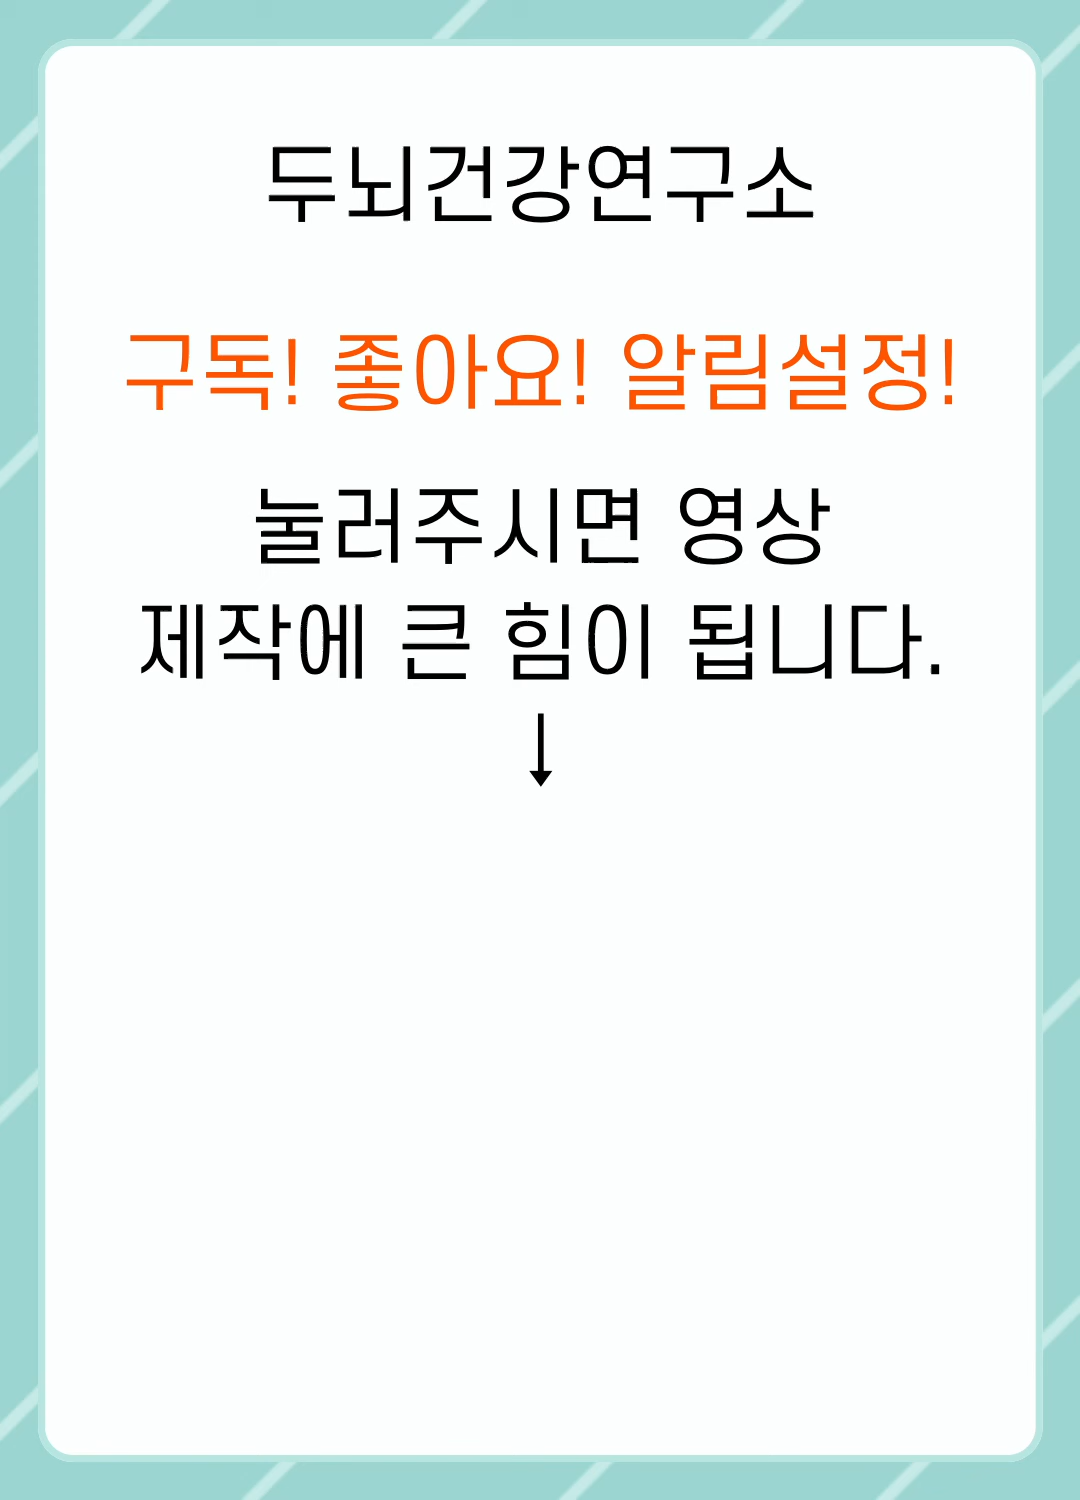 두뇌건강연구소
구독! 좋아요! 알림설정!
눌러주시면 영상
제작에 큰 힘이 됩니다.
↓